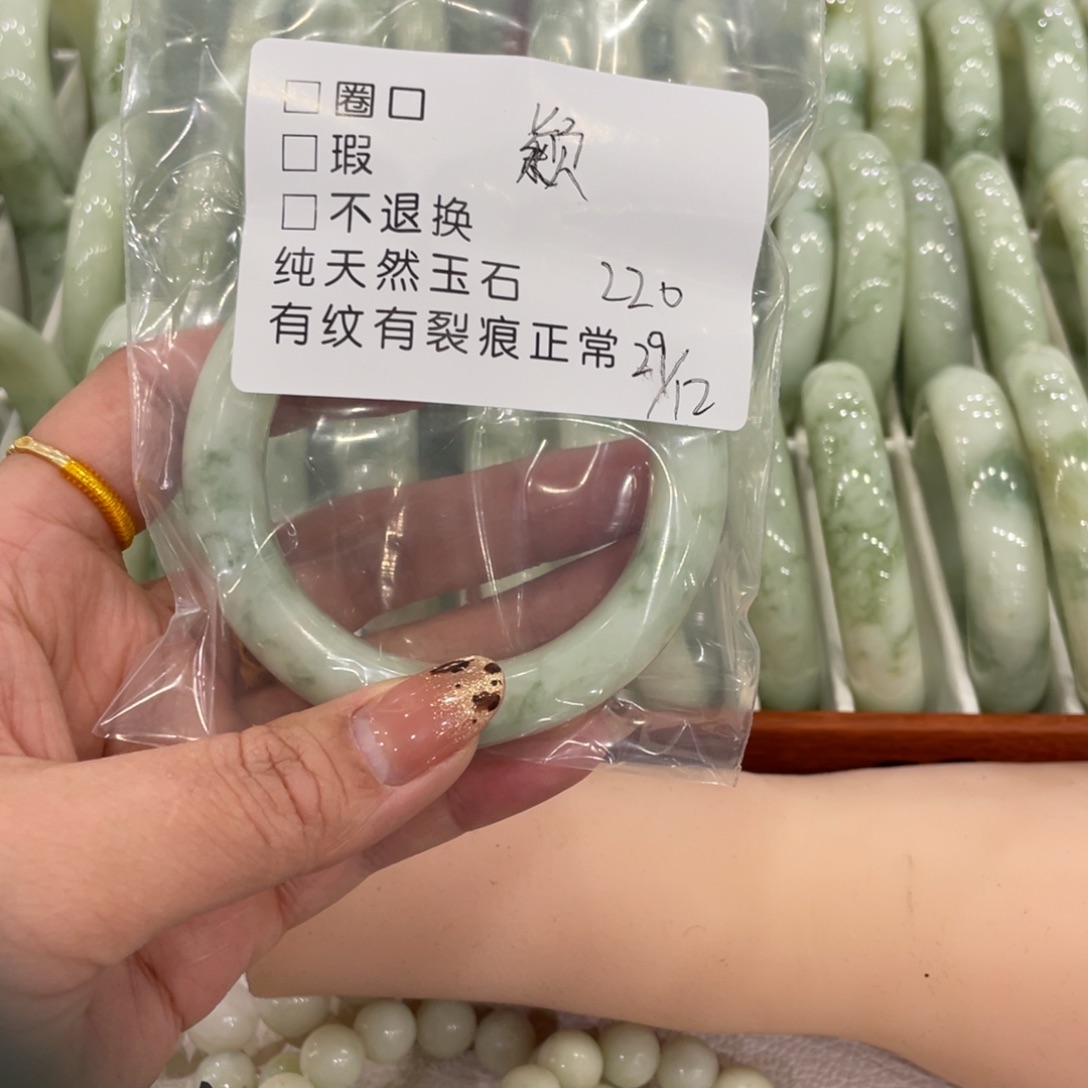 □ 圈口
颖
□ 瑕
□ 不退换
纯天然玉石 220
有纹有裂痕正常 29/12